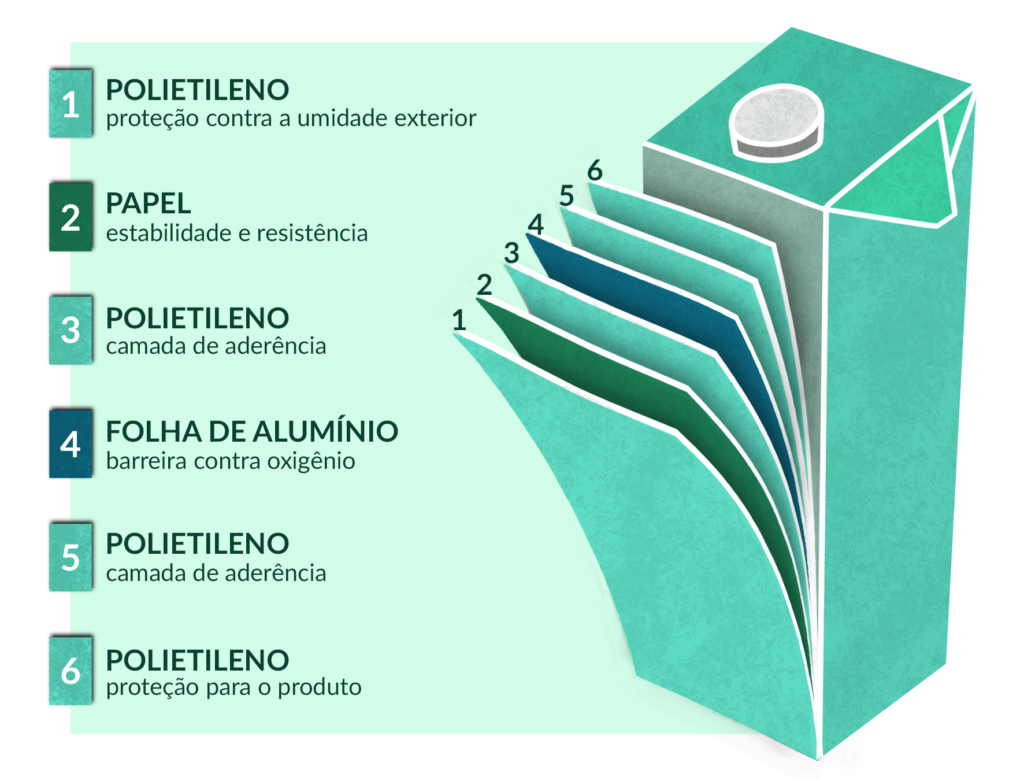 1
POLIETILENO
proteção contra a umidade exterior
2
PAPEL
estabilidade e resistência
3
POLIETILENO
camada de aderência
4
FOLHA DE ALUMÍNIO
barreira contra oxigênio
5
POLIETILENO
camada de aderência
6
POLIETILENO
proteção para o produto
6
5
4
3
2
1